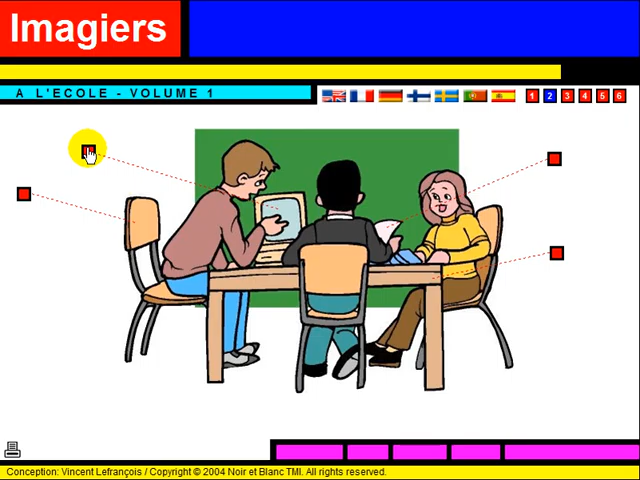 Imagiers
A L'ECOLE - VOLUME 1
1 2 3 4 5 6
Conception: Vincent Lefrançois / Copyright © 2004 Noir et Blanc TMI. All rights reserved.